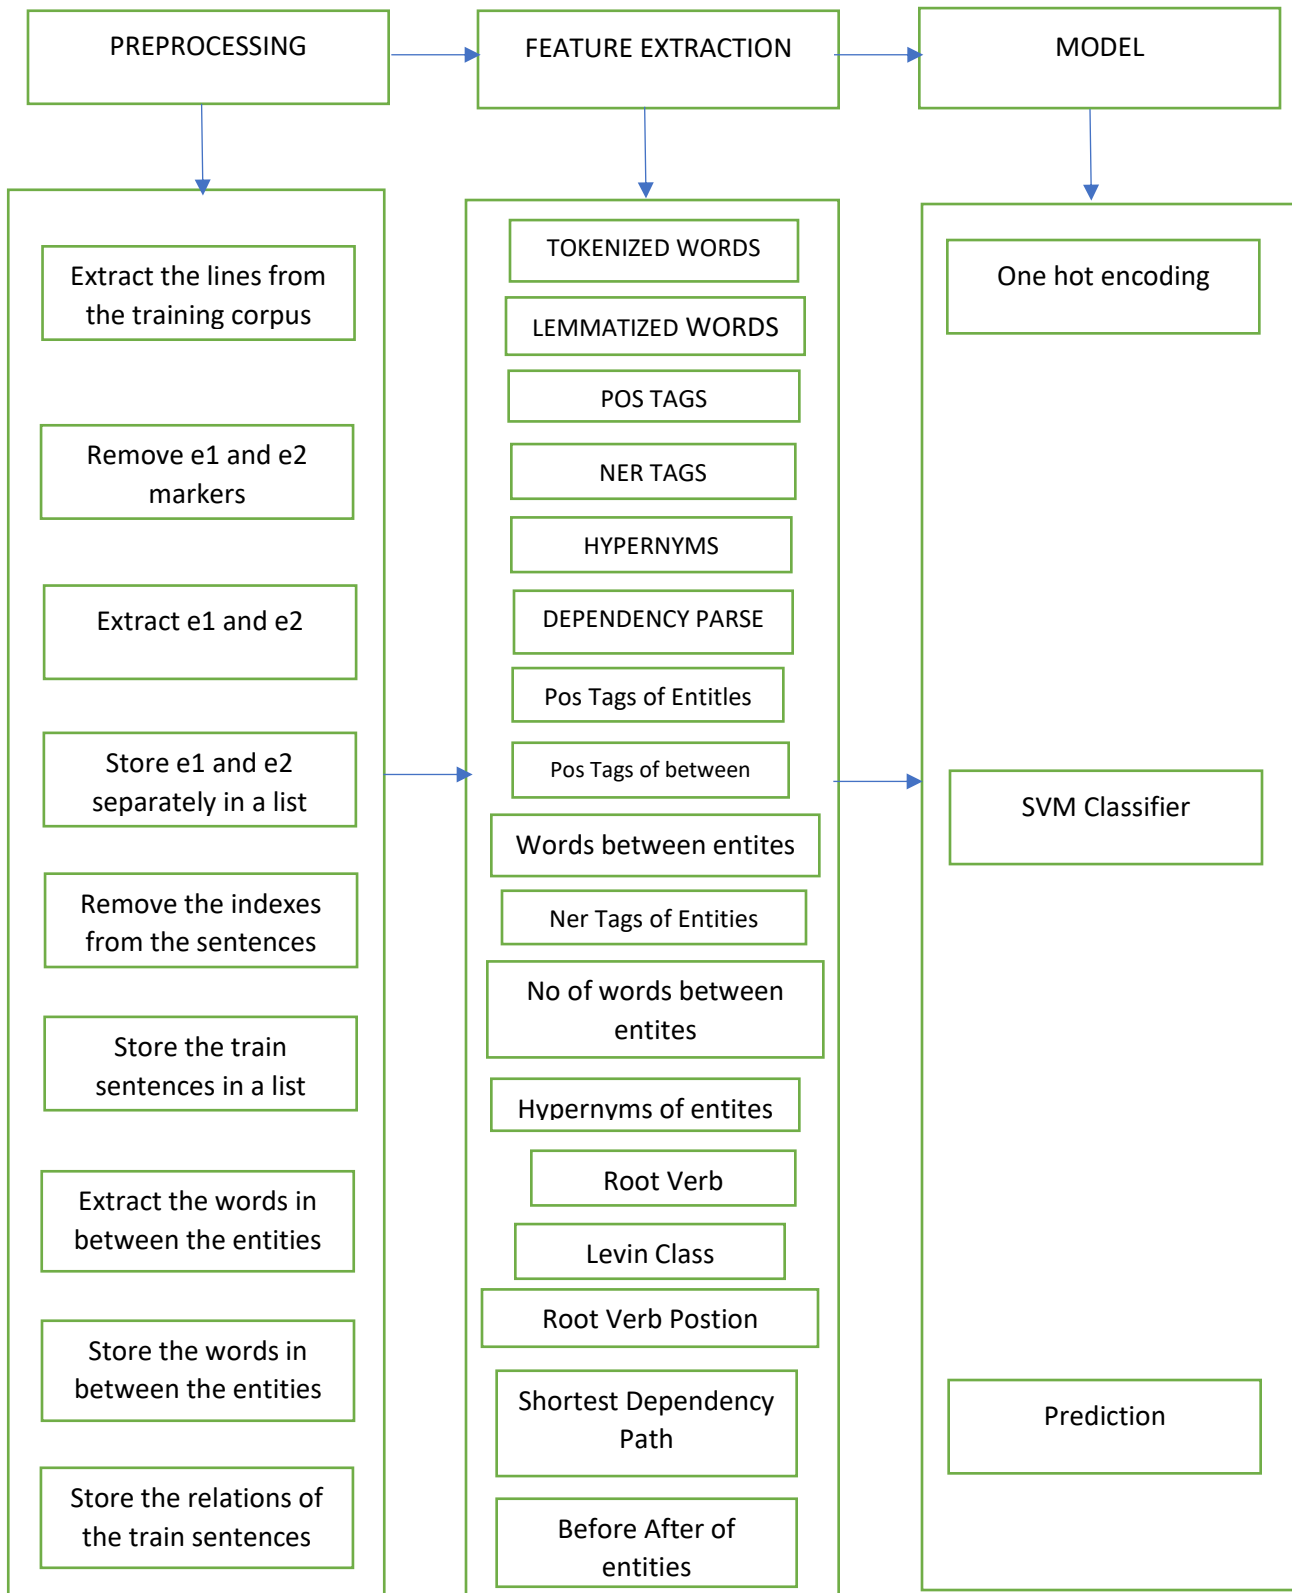 PREPROCESSING
FEATURE EXTRACTION
MODEL
Extract the lines from
the training corpus
Remove e1 and e2
markers
Extract e1 and e2
Store e1 and e2
separately in a list
Remove the indexes
from the sentences
Store the train
sentences in a list
Extract the words in
between the entities
Store the words in
between the entities
Store the relations of
the train sentences
TOKENIZED WORDS
LEMMATIZED WORDS
POS TAGS
NER TAGS
HYPERNYMS
DEPENDENCY PARSE
Pos Tags of Entitles
Pos Tags of between
Words between entites
Ner Tags of Entities
No of words between
entites
Hypernyms of entites
Root Verb
Levin Class
Root Verb Postion
Shortest Dependency
Path
Before After of
entities
One hot encoding
SVM Classifier
Prediction